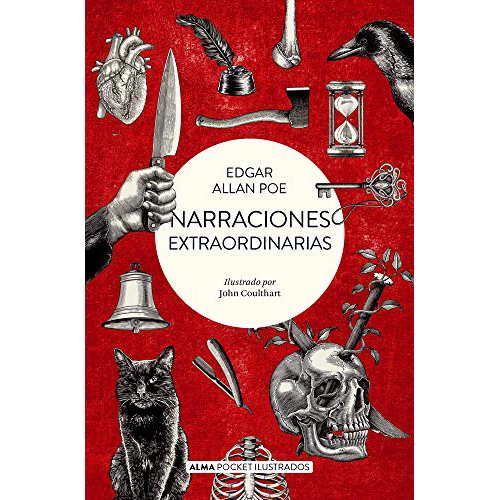 EDGAR
ALLAN POE
NARRACIONES
EXTRAORDINARIAS
Ilustrado por
John Coulthart
ALMA POCKET ILUSTRADOS